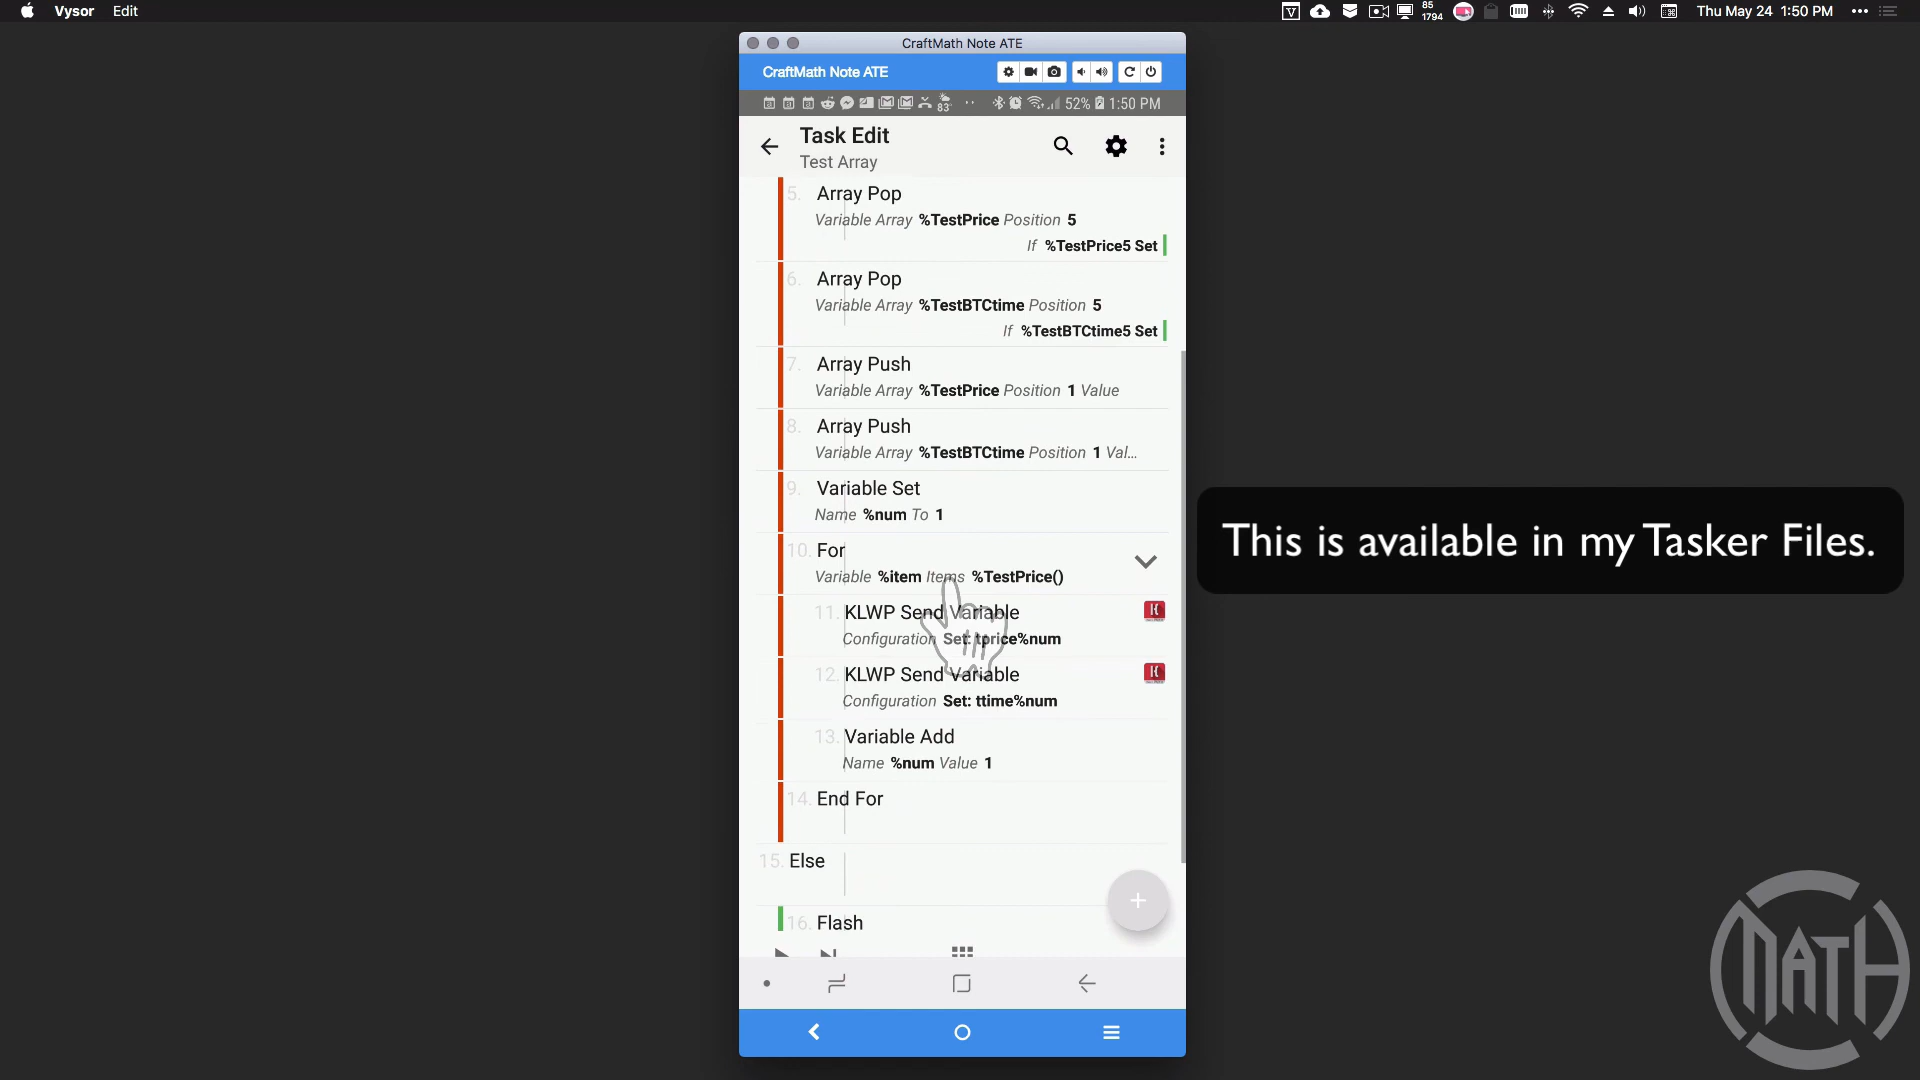 Vysor Edit
85
1794
Thu May 24 1:50 PM
CraftMath Note ATE
CraftMath Note ATE
83°
52% 1:50 PM
Task Edit
Test Array
5. Array Pop
Variable Array %TestPrice Position 5
If %TestPrice5 Set
6. Array Pop
Variable Array %TestBTCtime Position 5
If %TestBTCtime5 Set
7. Array Push
Variable Array %TestPrice Position 1 Value
8. Array Push
Variable Array %TestBTCtime Position 1 Val...
9. Variable Set
Name %num To 1
10. For
Variable %item Items %TestPrice()
11. KLWP Send Variable
Configuration Set: tprice%num
12. KLWP Send Variable
Configuration Set: ttime%num
13. Variable Add
Name %num Value 1
14. End For
15. Else
16. Flash
This is available in my Tasker Files.
MATH